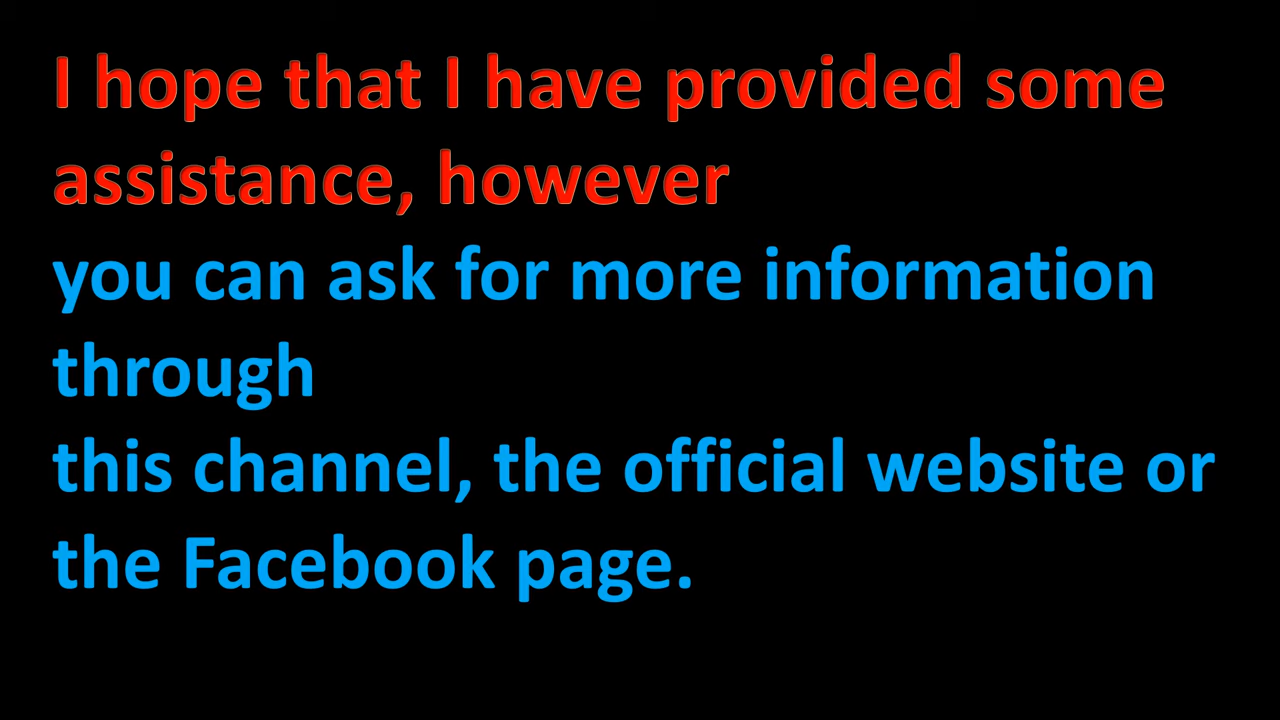 I hope that I have provided some
assistance, however
you can ask for more information
through
this channel, the official website or
the Facebook page.